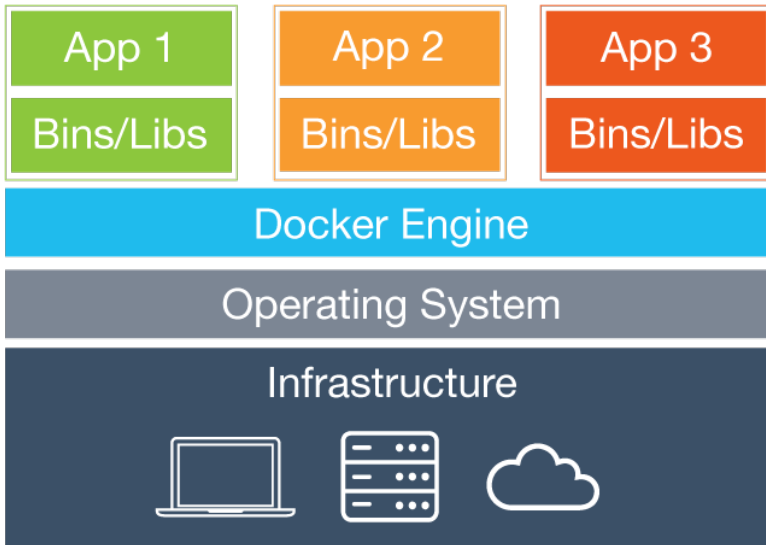 App 1
App 2
App 3
Bins/Libs
Bins/Libs
Bins/Libs
Docker Engine
Operating System
Infrastructure